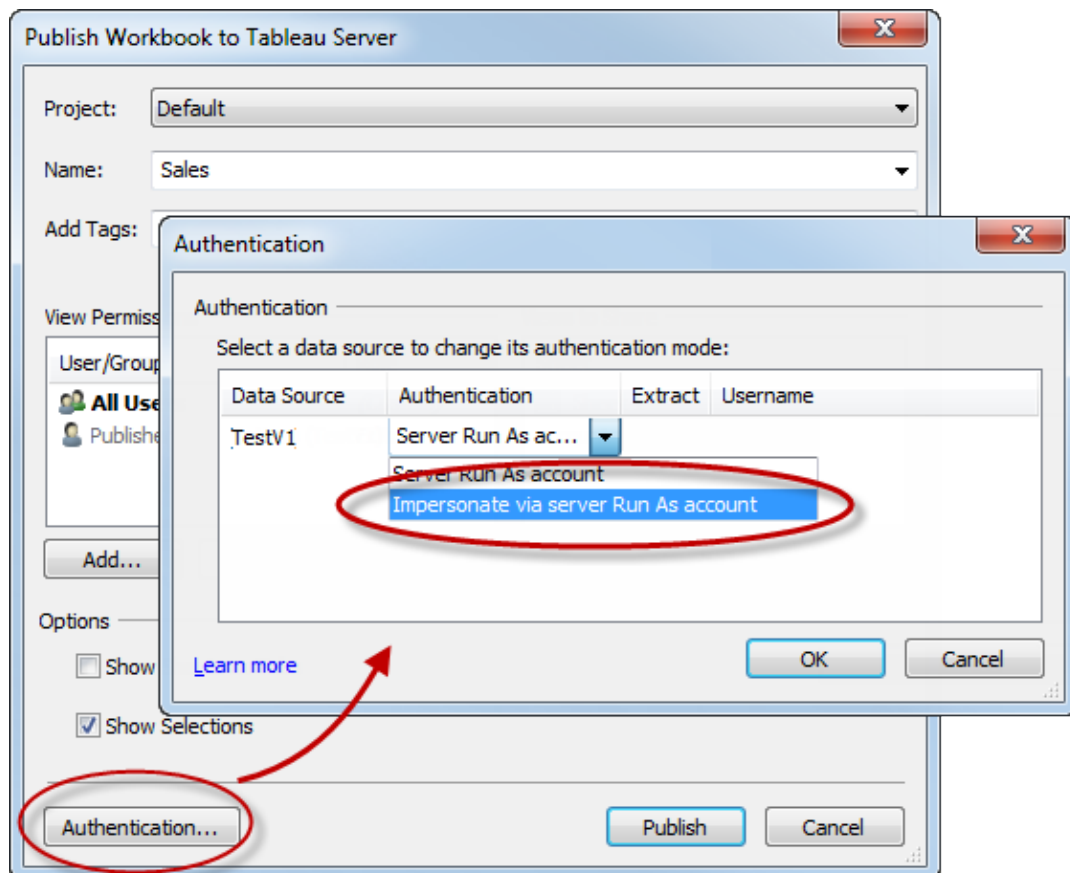 Publish Workbook to Tableau Server
Project: Default
Name: Sales
Add Tags:
Authentication
View Permiss
Authentication
Select a data source to change its authentication mode:
User/Group
Data Source Authentication Extract Username
All Use
TestV1 Server Run As ac...
Publishe
Server Run As account
Impersonate via server Run As account
Add...
Options
Show
Learn more OK Cancel
Show Selections
Authentication... Publish Cancel